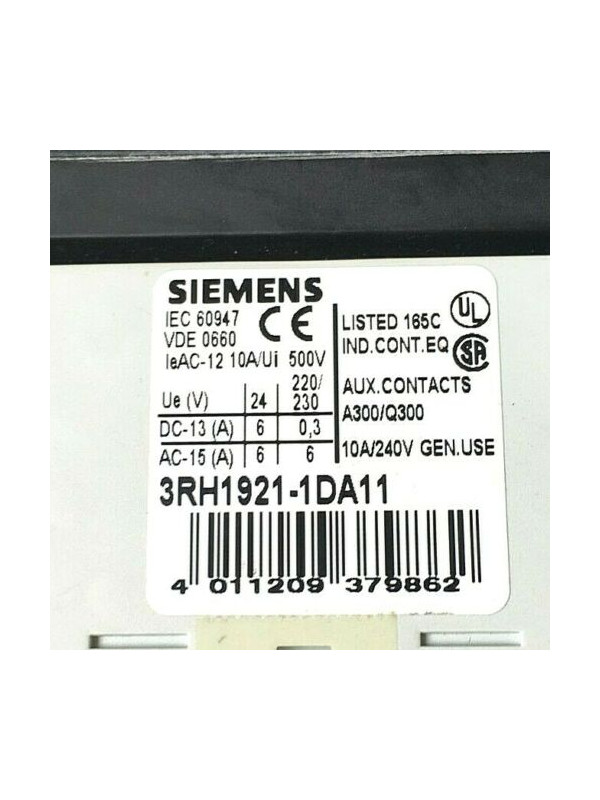 SIEMENS
IEC 60947
VDE 0660
CE
IeAC-12 10A/Ui 500V
Ue (V) 24 220/230
DC-13 (A) 6 0,3
AC-15 (A) 6 6
LISTED 165C UL
IND.CONT.EQ SA
AUX.CONTACTS
A300/Q300
10A/240V GEN.USE
3RH1921-1DA11
4 011209 379862